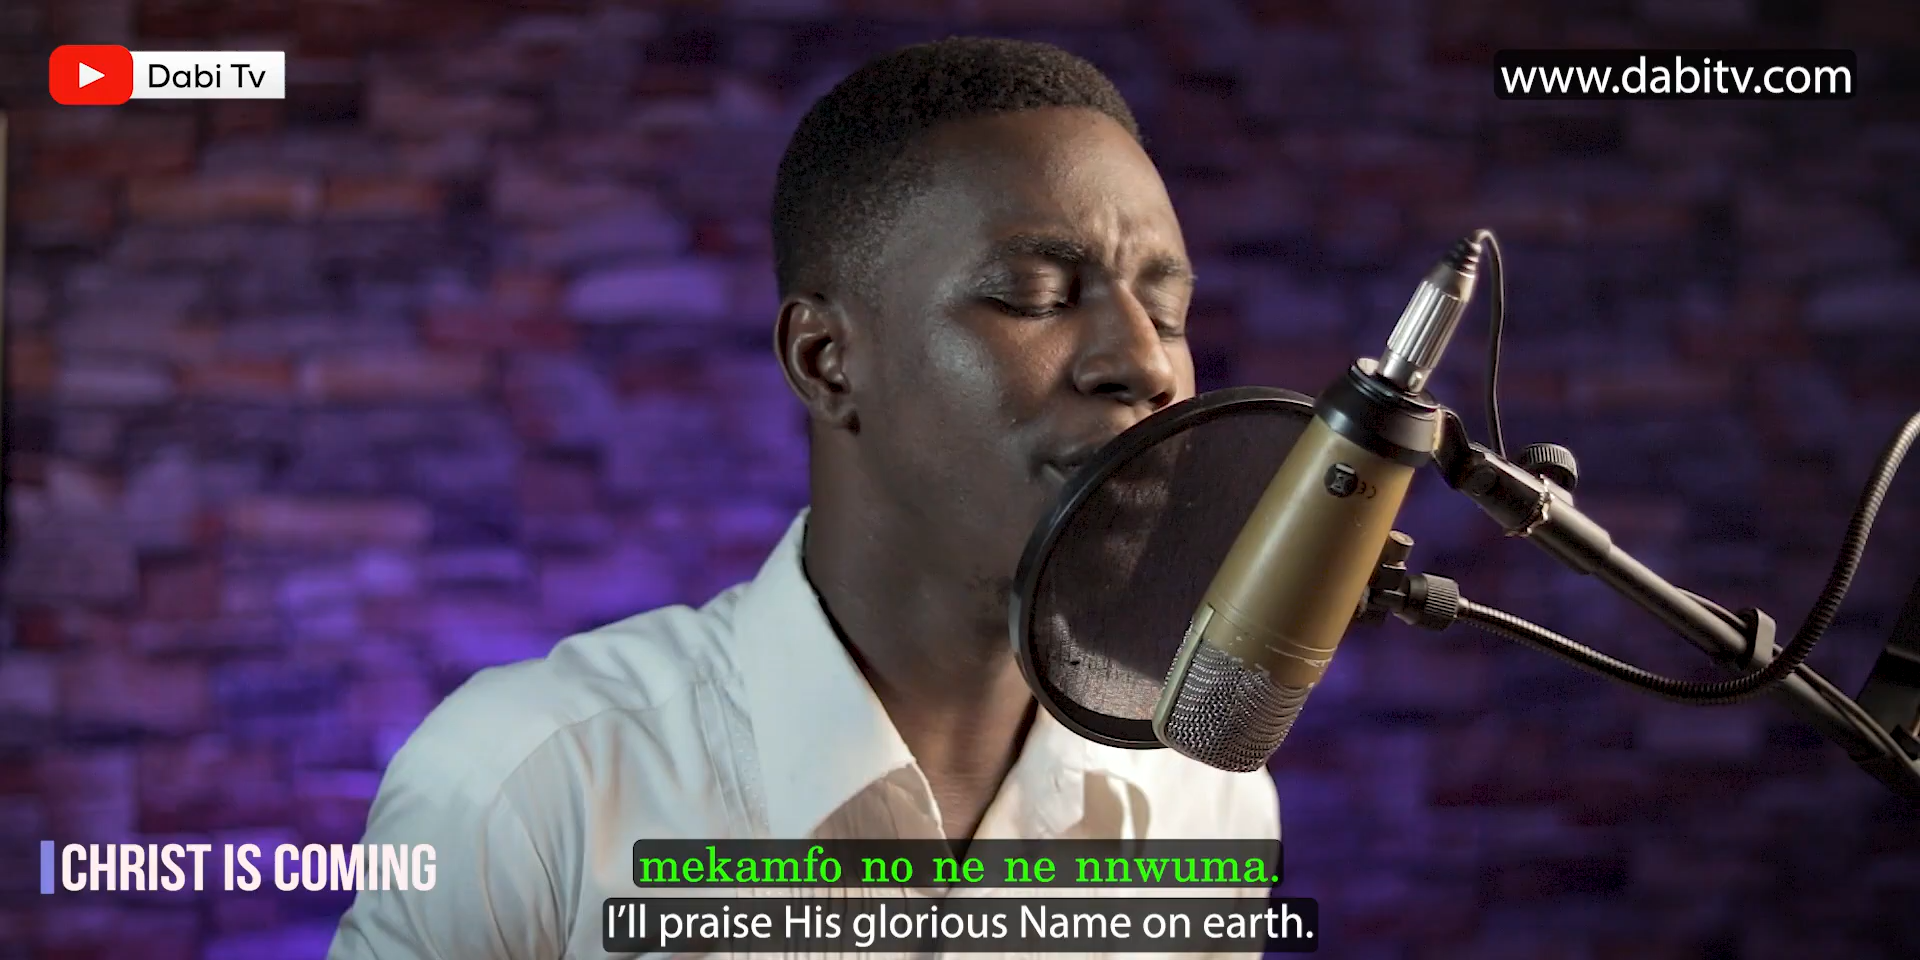 Dabi Tv
www.dabitv.com
CHRIST IS COMING
mekamfo no ne ne nnwuma.
I'll praise His glorious Name on earth.